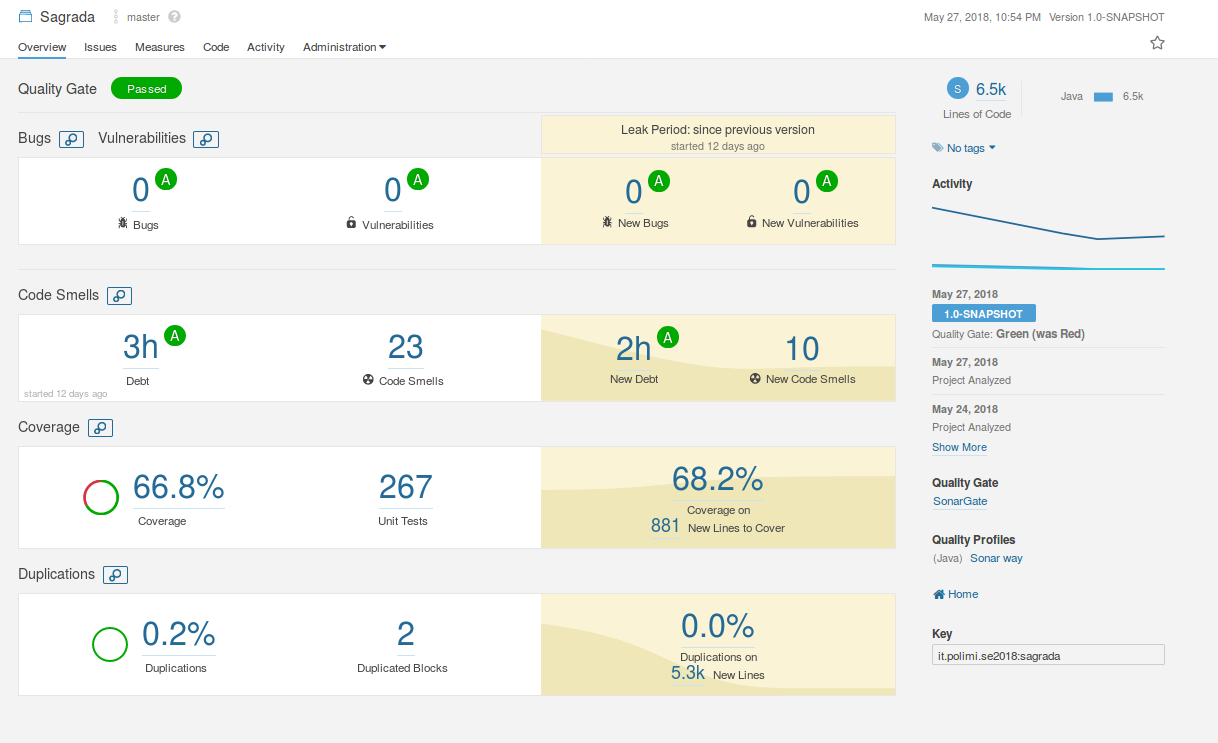 Sagrada master ? May 27, 2018, 10:54 PM Version 1.0-SNAPSHOT
Overview Issues Measures Code Activity Administration
Quality Gate Passed
Bugs Vulnerabilities
Leak Period: since previous version
started 12 days ago
0 A 0 A 0 A 0 A
Bugs Vulnerabilities New Bugs New Vulnerabilities
Code Smells
3h A 23 2h A 10
Debt Code Smells New Debt New Code Smells
started 12 days ago
Coverage
66.8% 267 68.2%
Coverage Unit Tests Coverage on
881 New Lines to Cover
Duplications
0.2% 2 0.0%
Duplications Duplicated Blocks Duplications on
5.3k New Lines
S 6.5k Java 6.5k
Lines of Code
No tags
Activity
May 27, 2018
1.0-SNAPSHOT
Quality Gate: Green (was Red)
May 27, 2018
Project Analyzed
May 24, 2018
Project Analyzed
Show More
Quality Gate
SonarGate
Quality Profiles
(Java) Sonar way
Home
Key
it.polimi.se2018:sagrada